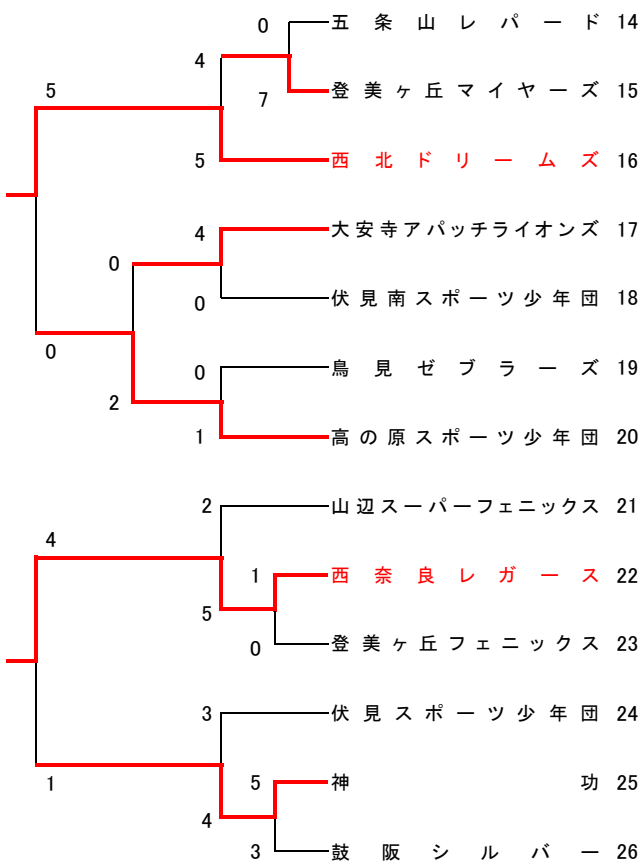 0 五条山レパード 14
4
5 7 登美ヶ丘マイヤーズ 15
5 西北ドリームズ 16
4 大安寺アパッチライオンズ 17
0
0 伏見南スポーツ少年団 18
0
0 鳥見ゼブラーズ 19
2
1 高の原スポーツ少年団 20
2 山辺スーパーフェニックス 21
4
1 西奈良レガース 22
5
0 登美ヶ丘フェニックス 23
3 伏見スポーツ少年団 24
1 5 神功 25
4
3 鼓阪シルバー 26